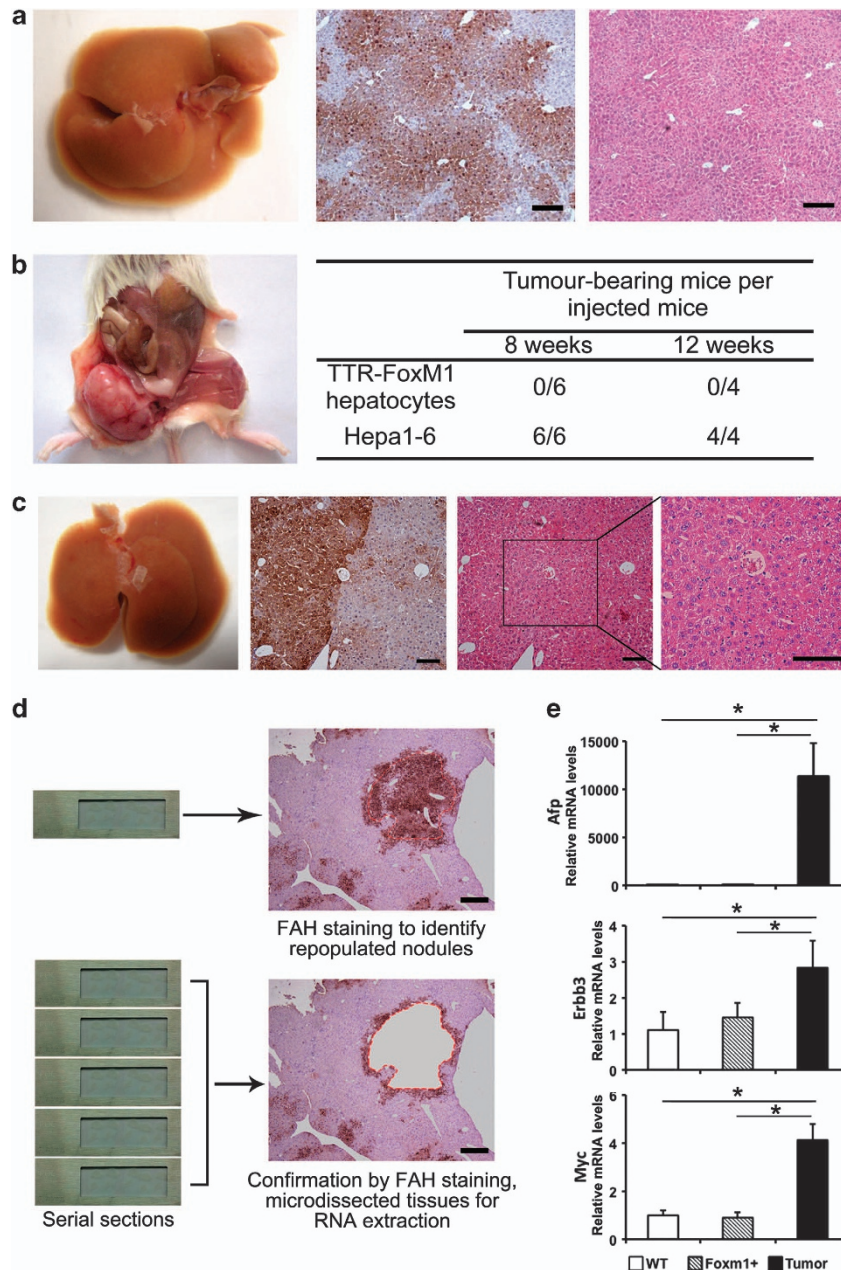 a
b
Tumour-bearing mice per
injected mice
8 weeks 12 weeks
TTR-FoxM1
hepatocytes 0/6 0/4
Hepa1-6 6/6 4/4
c
d
FAH staining to identify
repopulated nodules
Serial sections
Confirmation by FAH staining,
microdissected tissues for
RNA extraction
e
*
*
Afp
Relative mRNA levels
15000
10000
5000
0
*
*
Erbb3
Relative mRNA levels
4
3
2
1
0
*
*
Myc
Relative mRNA levels
6
4
2
0
WT Foxm1+ Tumor